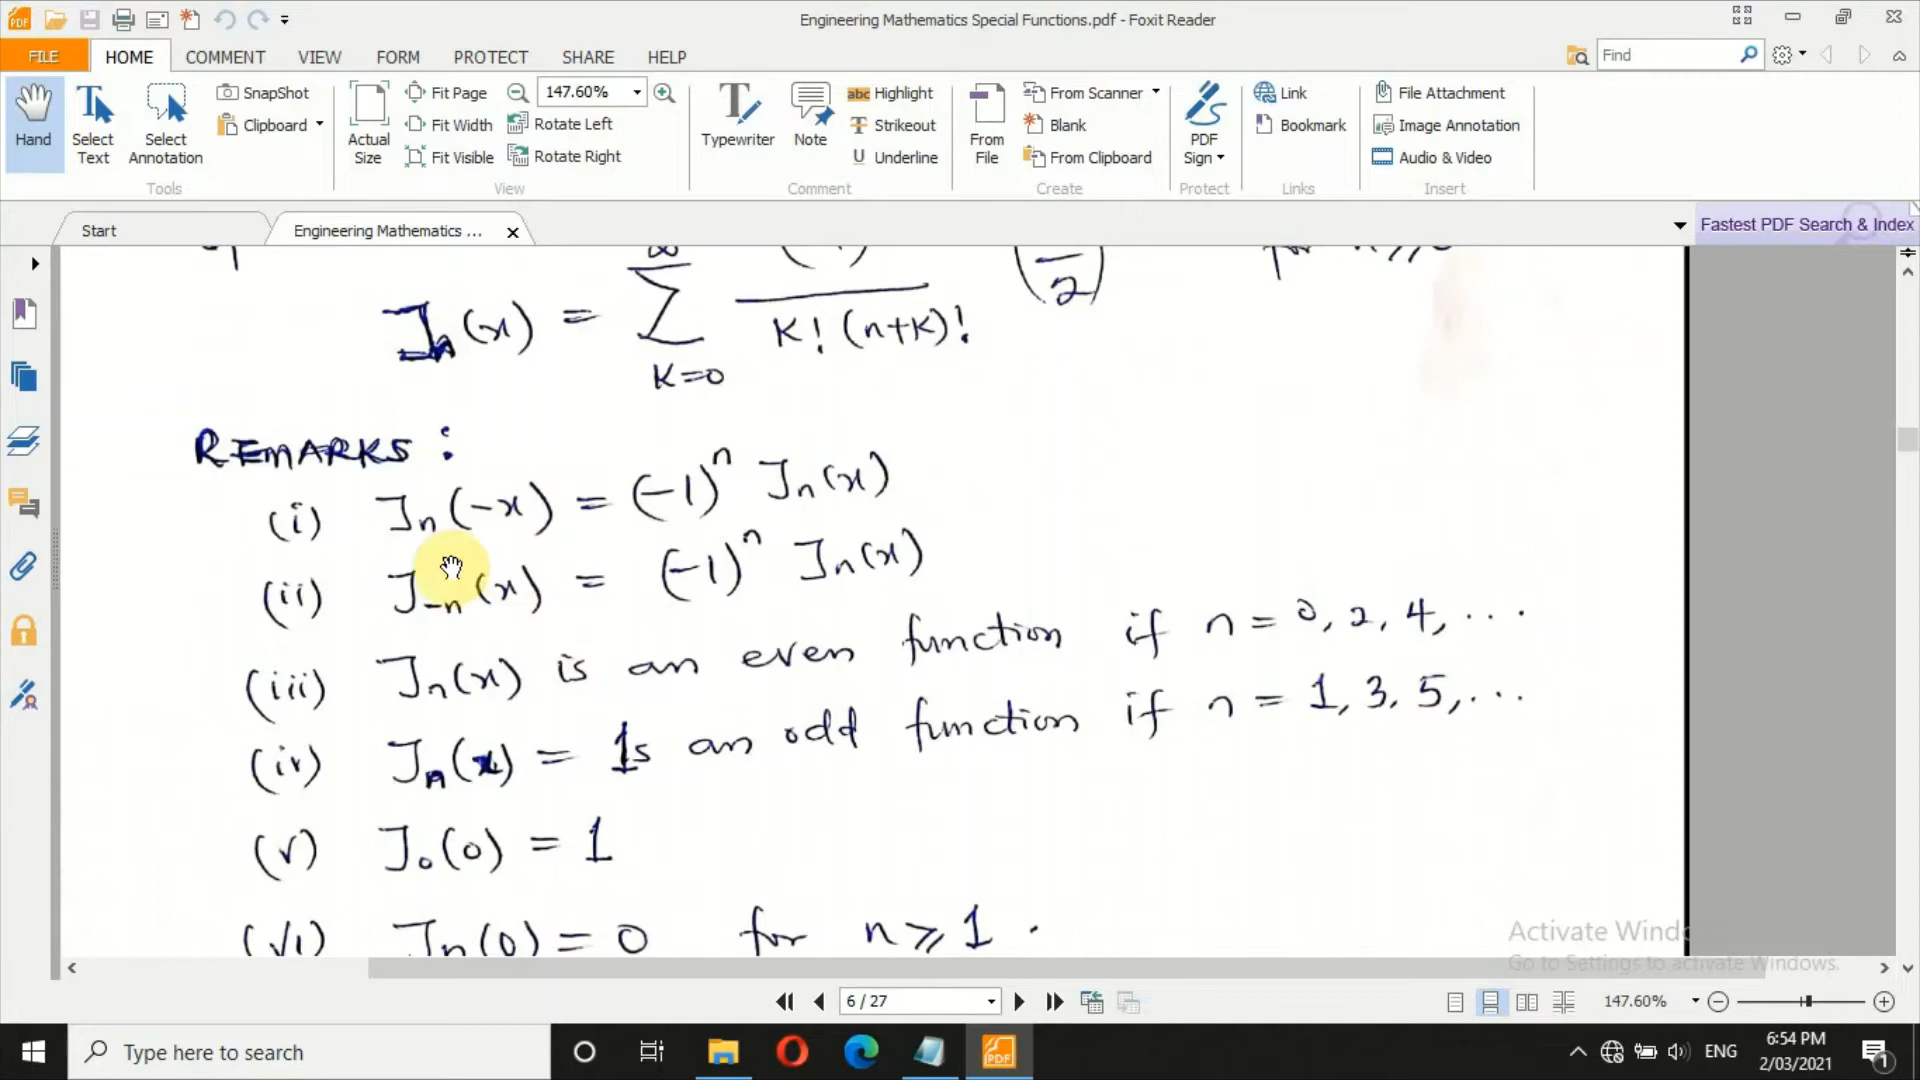 Engineering Mathematics Special Functions.pdf - Foxit Reader
FILE HOME COMMENT VIEW FORM PROTECT SHARE HELP
Find
Hand
Select Text
Select Annotation
SnapShot
Clipboard
Tools
Actual Size
Fit Page
Fit Width
Fit Visible
147.60%
Rotate Left
Rotate Right
View
Typewriter
Note
Highlight
Strikeout
Underline
Comment
From File
From Scanner
Blank
From Clipboard
Create
PDF Sign
Protect
Link
Bookmark
Links
File Attachment
Image Annotation
Audio & Video
Insert
Start
Engineering Mathematics ...
Fastest PDF Search & Index
Jn(x) = ∑ K=0 ∞ K! (n+K)! 2 for
REMARKS :
(i) Jn(-x) = (-1)^n Jn(x)
(ii) J-n(x) = (-1)^n Jn(x)
(iii) Jn(x) is an even function if n = 0, 2, 4, ...
(iv) Jn(x) = Is an odd function if n = 1, 3, 5, ...
(v) J0(0) = 1
(vi) Jn(0) = 0 for n ⩾ 1 .
Activate Windo
Go to Settings to activate Windows.
6 / 27
147.60%
Type here to search
ENG
6:54 PM
2/03/2021
1